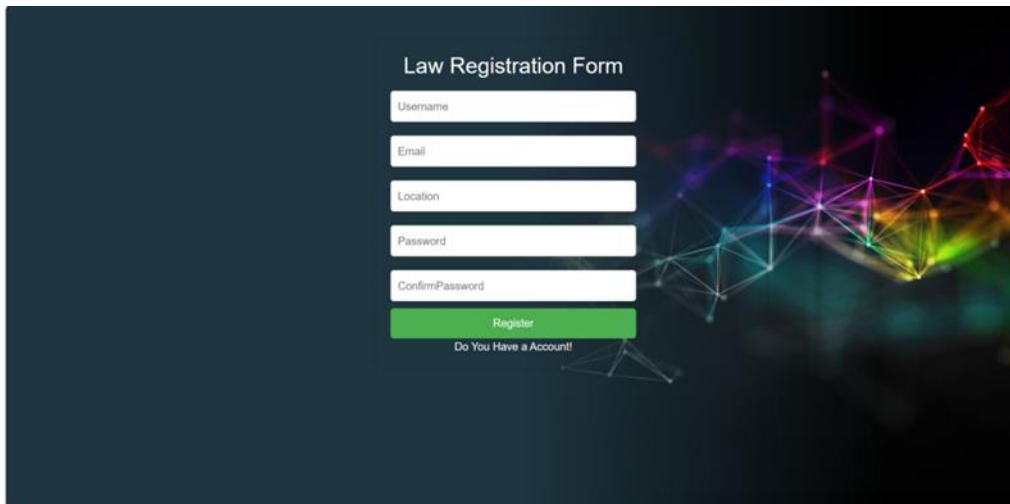 Law Registration Form
Username
Email
Location
Password
ConfirmPassword
Register
Do You Have a Account!